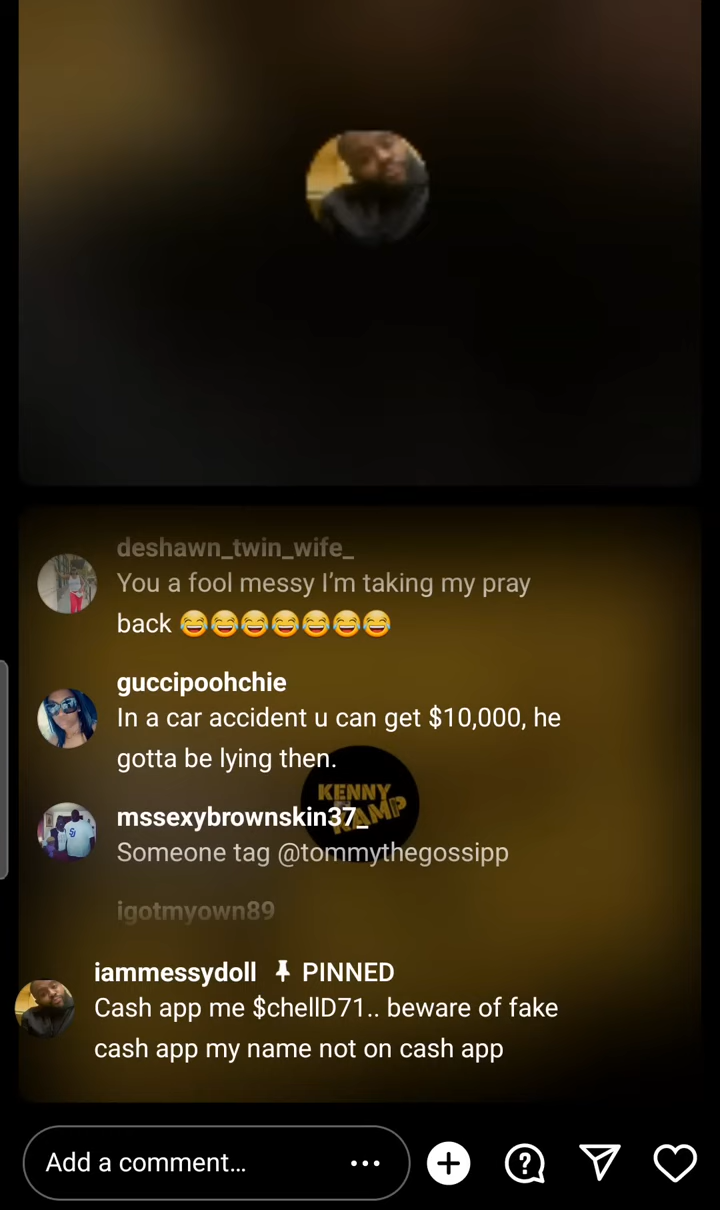 deshawn_twin_wife_
You a fool messy I’m taking my pray
back 😂😂😂😂😂😂😂
guccipoohchie
In a car accident u can get $10,000, he
gotta be lying then.
KENNY
KAMP
mssexybrownskin37_
Someone tag @tommythegossipp
igotmyown89
iammessydoll PINNED
Cash app me $chellD71.. beware of fake
cash app my name not on cash app
Add a comment...